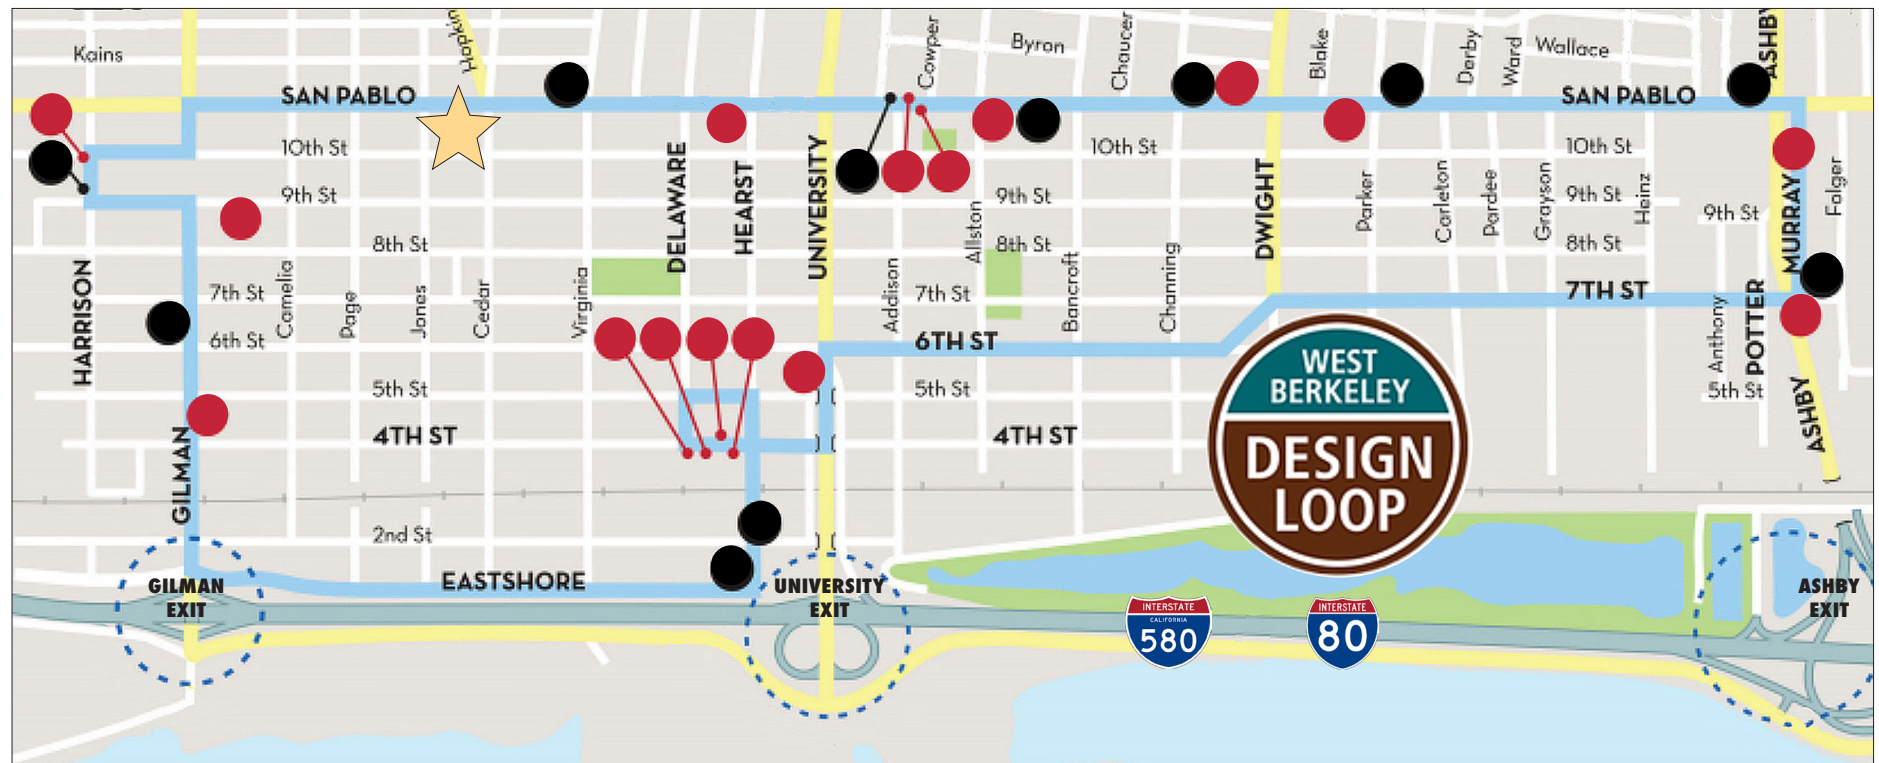 Kains
Hopkin
Cowper
Byron
Chaucer
Blake
Derby
Ward
Wallace
ASHBY
SAN PABLO
SAN PABLO
10th St
10th St
10th St
9th St
9th St
9th St
9th St
8th St
8th St
8th St
HARRISON
GILMAN
Camelia
Page
Jones
Cedar
Virginia
DELAWARE
HEARST
UNIVERSITY
Addison
Allston
Bancroft
Channing
DWIGHT
Parker
Carleton
Pardee
Grayson
Heinz
Anthony
POTTER
MURRAY
Folger
ASHBY
7th St
7th St
7TH ST
6th St
6TH ST
5th St
5th St
5th St
4TH ST
4TH ST
2nd St
EASTSHORE
WEST
BERKELEY
DESIGN
LOOP
GILMAN
EXIT
UNIVERSITY
EXIT
ASHBY
EXIT
INTERSTATE
CALIFORNIA
580
INTERSTATE
80